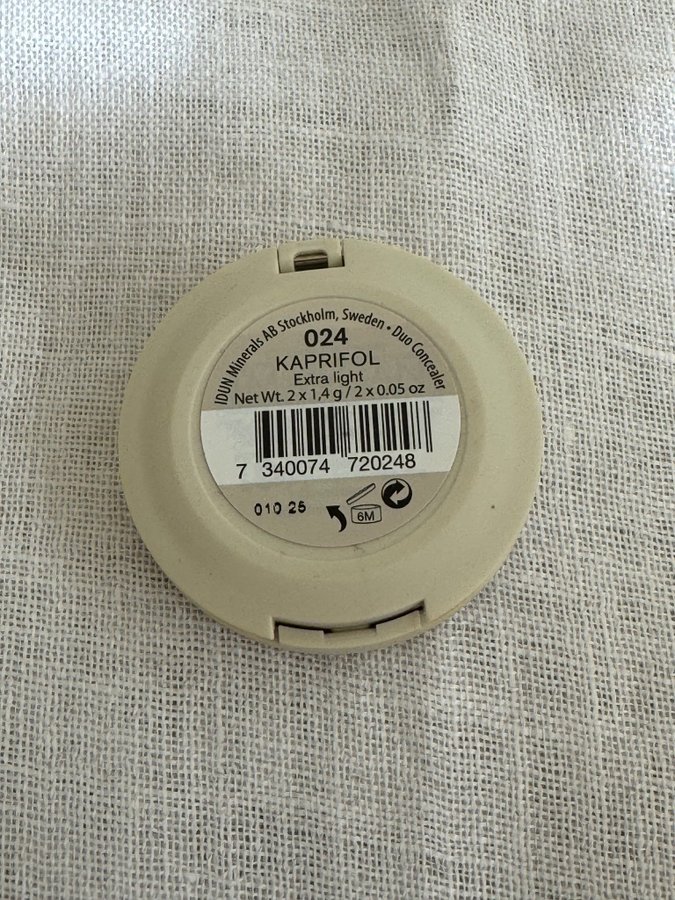 IDUN Minerals AB Stockholm, Sweden • Duo Concealer
024
KAPRIFOL
Extra light
Net Wt. 2 x 1,4 g / 2 x 0.05 oz
7 340074 720248
010 25
6M